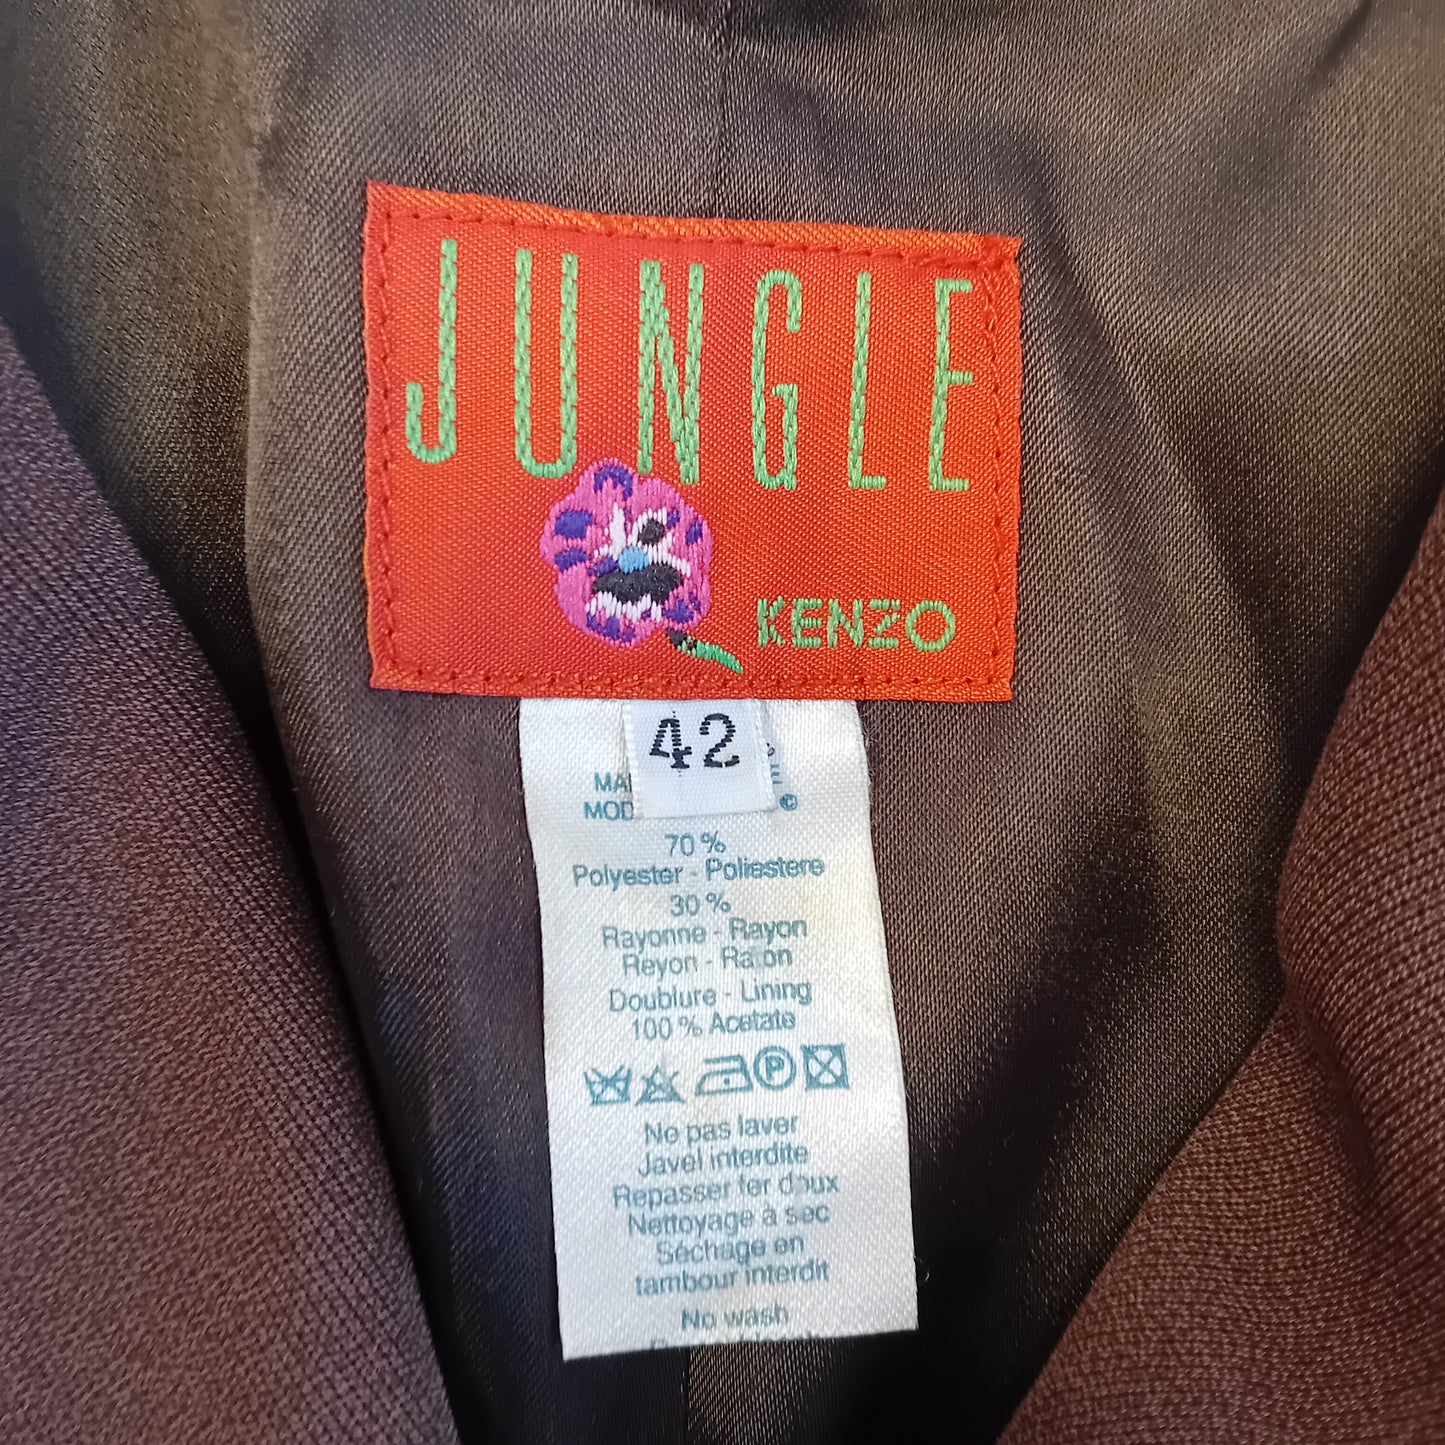 JUNGLE
KENZO
42
©
70 %
Polyester - Poliestere
30 %
Rayonne - Rayon
Reyon - Raion
Doublure - Lining
100 % Acetate
P
Ne pas laver
Javel interdite
Repasser fer doux
Nettoyage à sec
Séchage en
tambour interdit
No wash